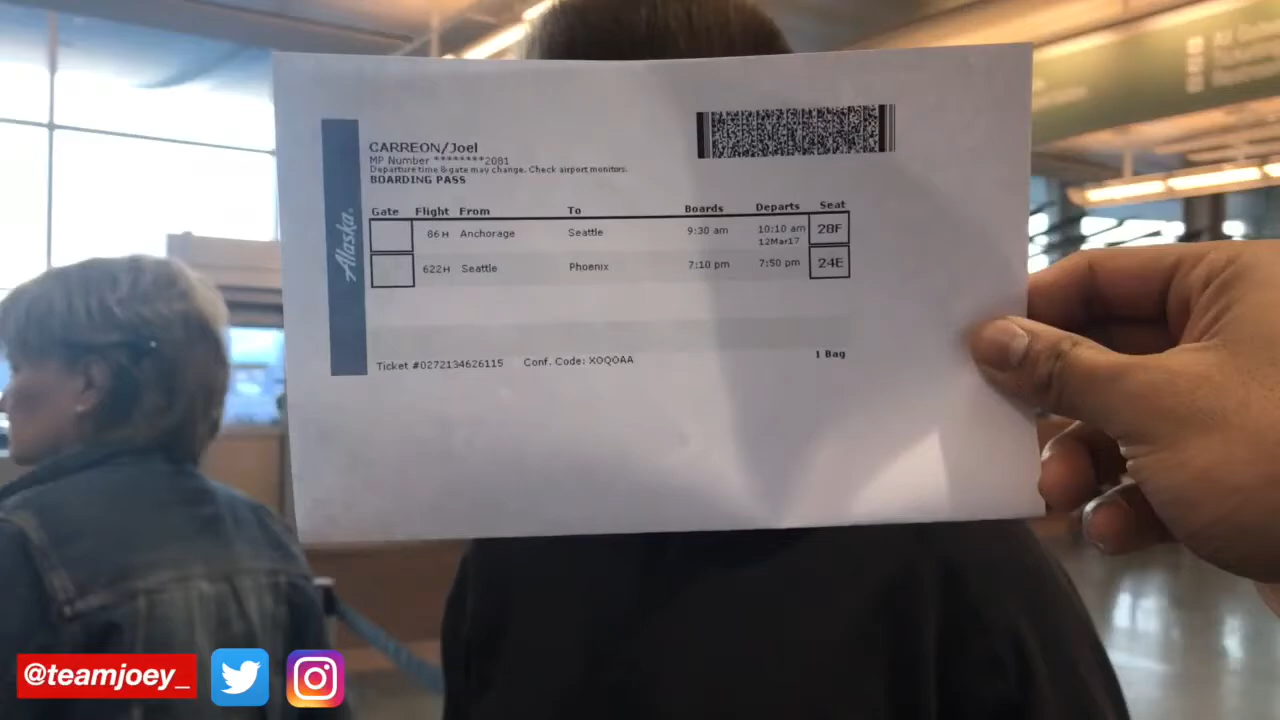 CARREON/Joel
MP Number ********2081
Departure time & gate may change. Check airport monitors.
BOARDING PASS
Gate Flight From To Boards Departs Seat
86H Anchorage Seattle 9:30 am 10:10 am 28F
12Mar17
622H Seattle Phoenix 7:10 pm 7:50 pm 24E
Alaska®
Ticket #0272134626115 Conf. Code: XOQOAA 1 Bag
@teamjoey_